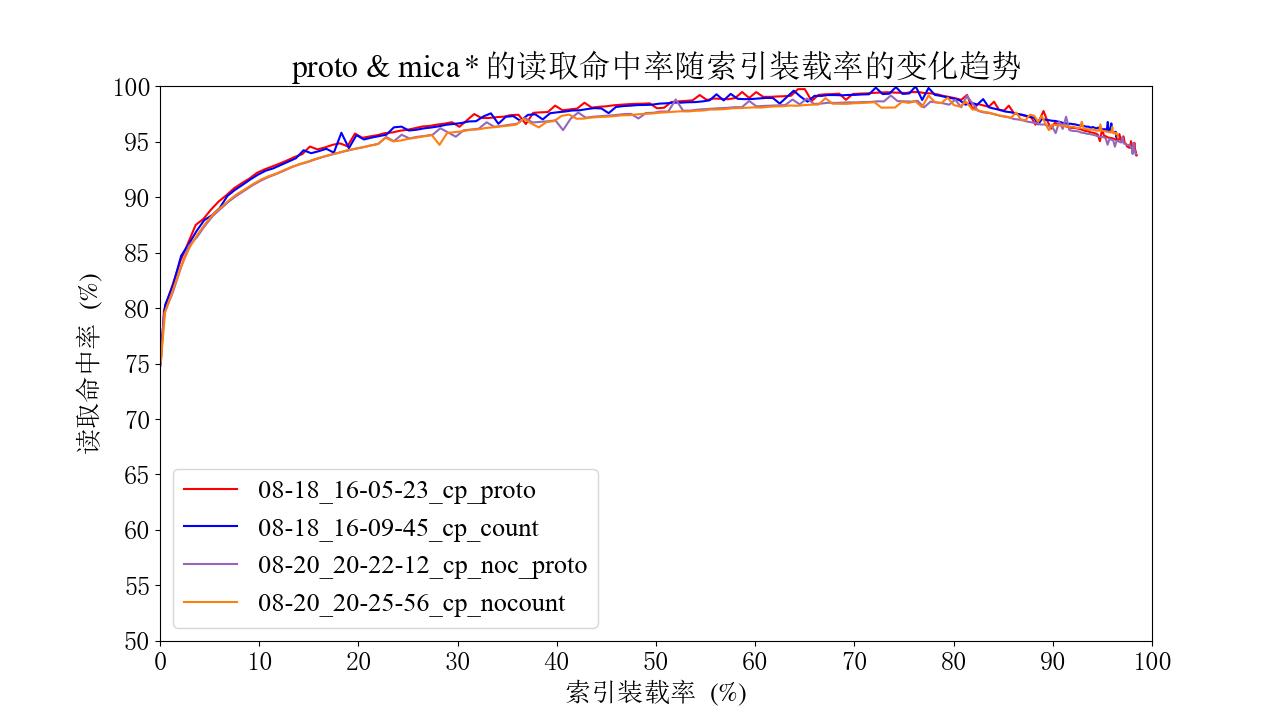 proto & mica* 的读取命中率随索引装载率的变化趋势
100
95
90
85
80
75
70
65
60
55
50
读取命中率 (%)
08-18_16-05-23_cp_proto
08-18_16-09-45_cp_count
08-20_20-22-12_cp_noc_proto
08-20_20-25-56_cp_nocount
0 10 20 30 40 50 60 70 80 90 100
索引装载率 (%)